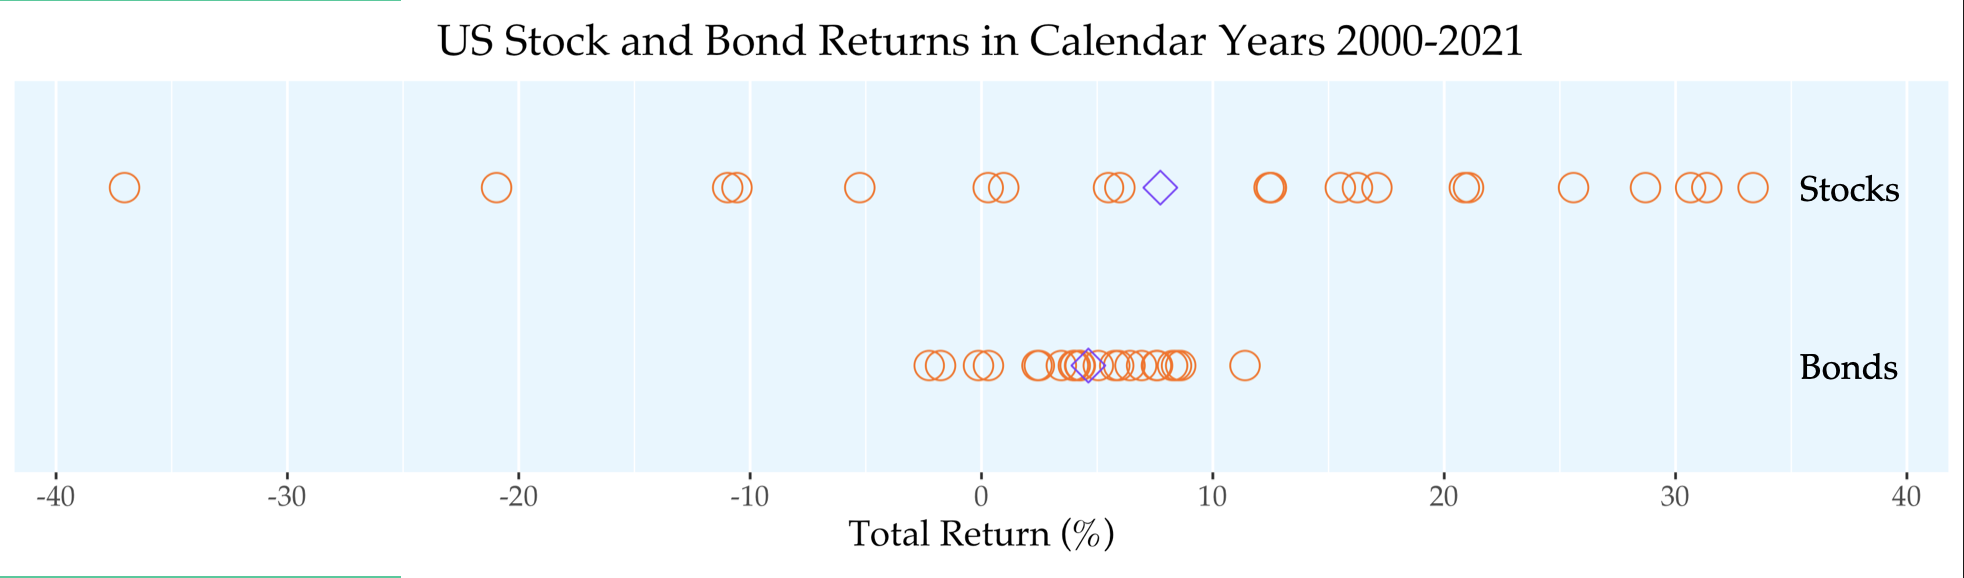 US Stock and Bond Returns in Calendar Years 2000-2021
Stocks
Bonds
-40 -30 -20 -10 0 10 20 30 40
Total Return (%)